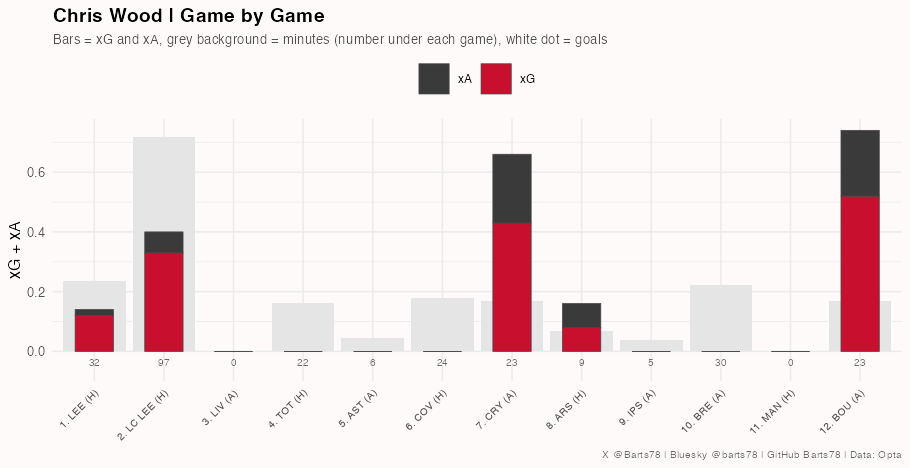 Chris Wood | Game by Game
Bars = xG and xA, grey background = minutes (number under each game), white dot = goals
xA xG
xG + xA
0.6
0.4
0.2
0.0
32 97 0 22 6 24 23 9 5 30 0 23
1. LEE (H)
2. LC LEE (H)
3. LIV (A)
4. TOT (H)
5. AST (A)
6. COV (H)
7. CRY (A)
8. ARS (H)
9. IPS (A)
10. BRE (A)
11. MAN (H)
12. BOU (A)
X @Barts78 | Bluesky @barts78 | GitHub Barts78 | Data: Opta